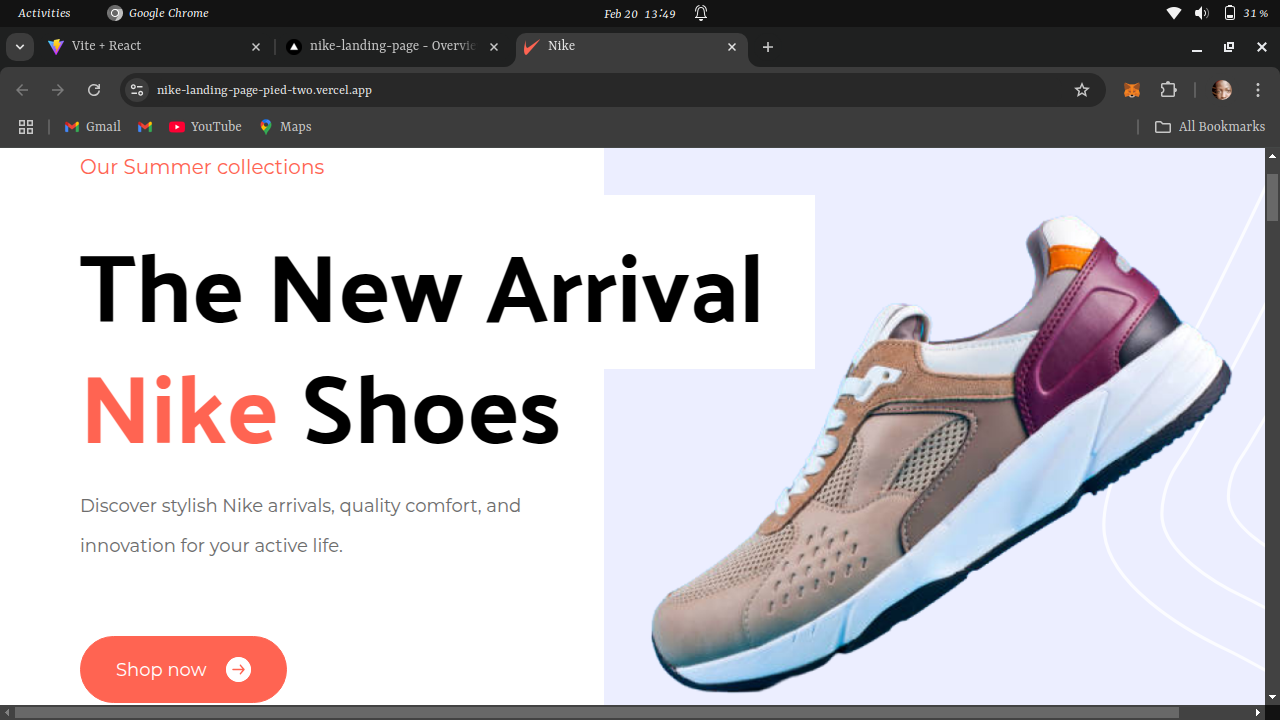 Activities Google Chrome Feb 20 13:49 31 %
Vite + React nike-landing-page - Overvie Nike
nike-landing-page-pied-two.vercel.app
Gmail YouTube Maps All Bookmarks
Our Summer collections
The New Arrival
Nike Shoes
Discover stylish Nike arrivals, quality comfort, and
innovation for your active life.
Shop now